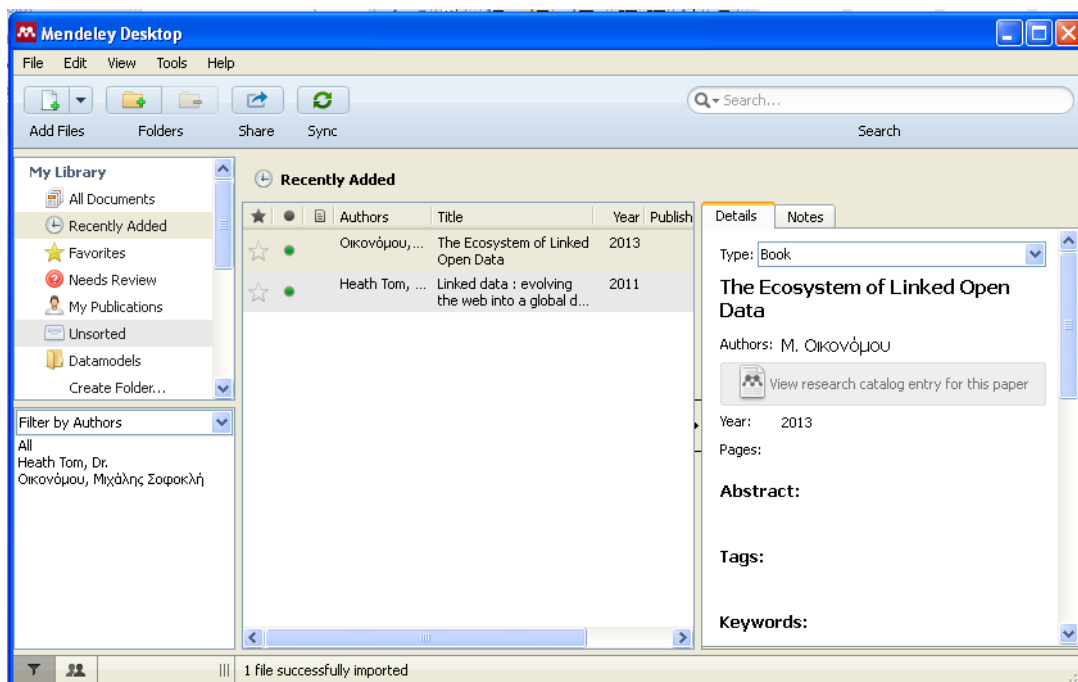 Mendeley Desktop
File Edit View Tools Help
Search...
Add Files Folders Share Sync Search
My Library
All Documents
Recently Added
Favorites
Needs Review
My Publications
Unsorted
Datamodels
Create Folder...
Filter by Authors
All
Heath Tom, Dr.
Οικονόμου, Μιχάλης Σοφοκλή
Recently Added
Authors Title Year Publish
Οικονόμου,... The Ecosystem of Linked 2013
Open Data
Heath Tom, ... Linked data : evolving 2011
the web into a global d...
Details Notes
Type: Book
The Ecosystem of Linked Open
Data
Authors: Μ. Οικονόμου
View research catalog entry for this paper
Year: 2013
Pages:
Abstract:
Tags:
Keywords:
1 file successfully imported